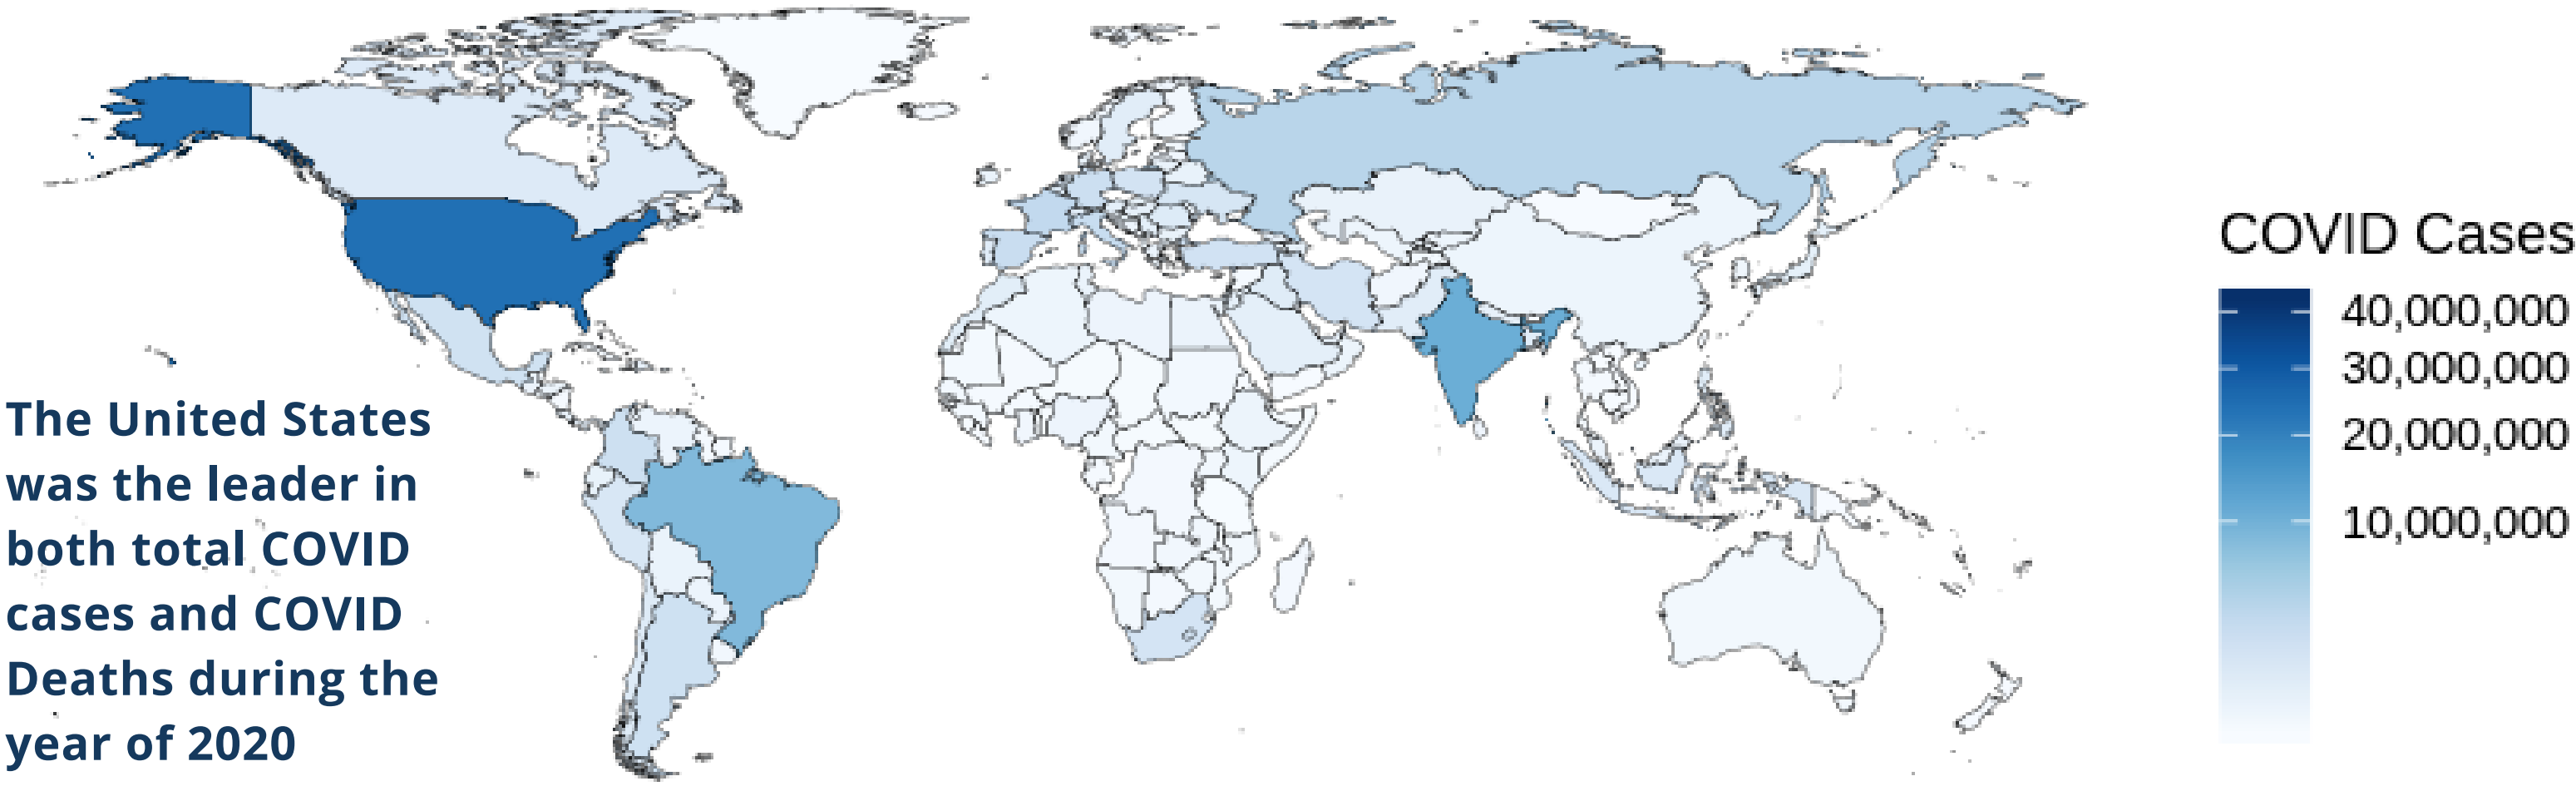 The United States
was the leader in
both total COVID
cases and COVID
Deaths during the
year of 2020
COVID Cases
40,000,000
30,000,000
20,000,000
10,000,000